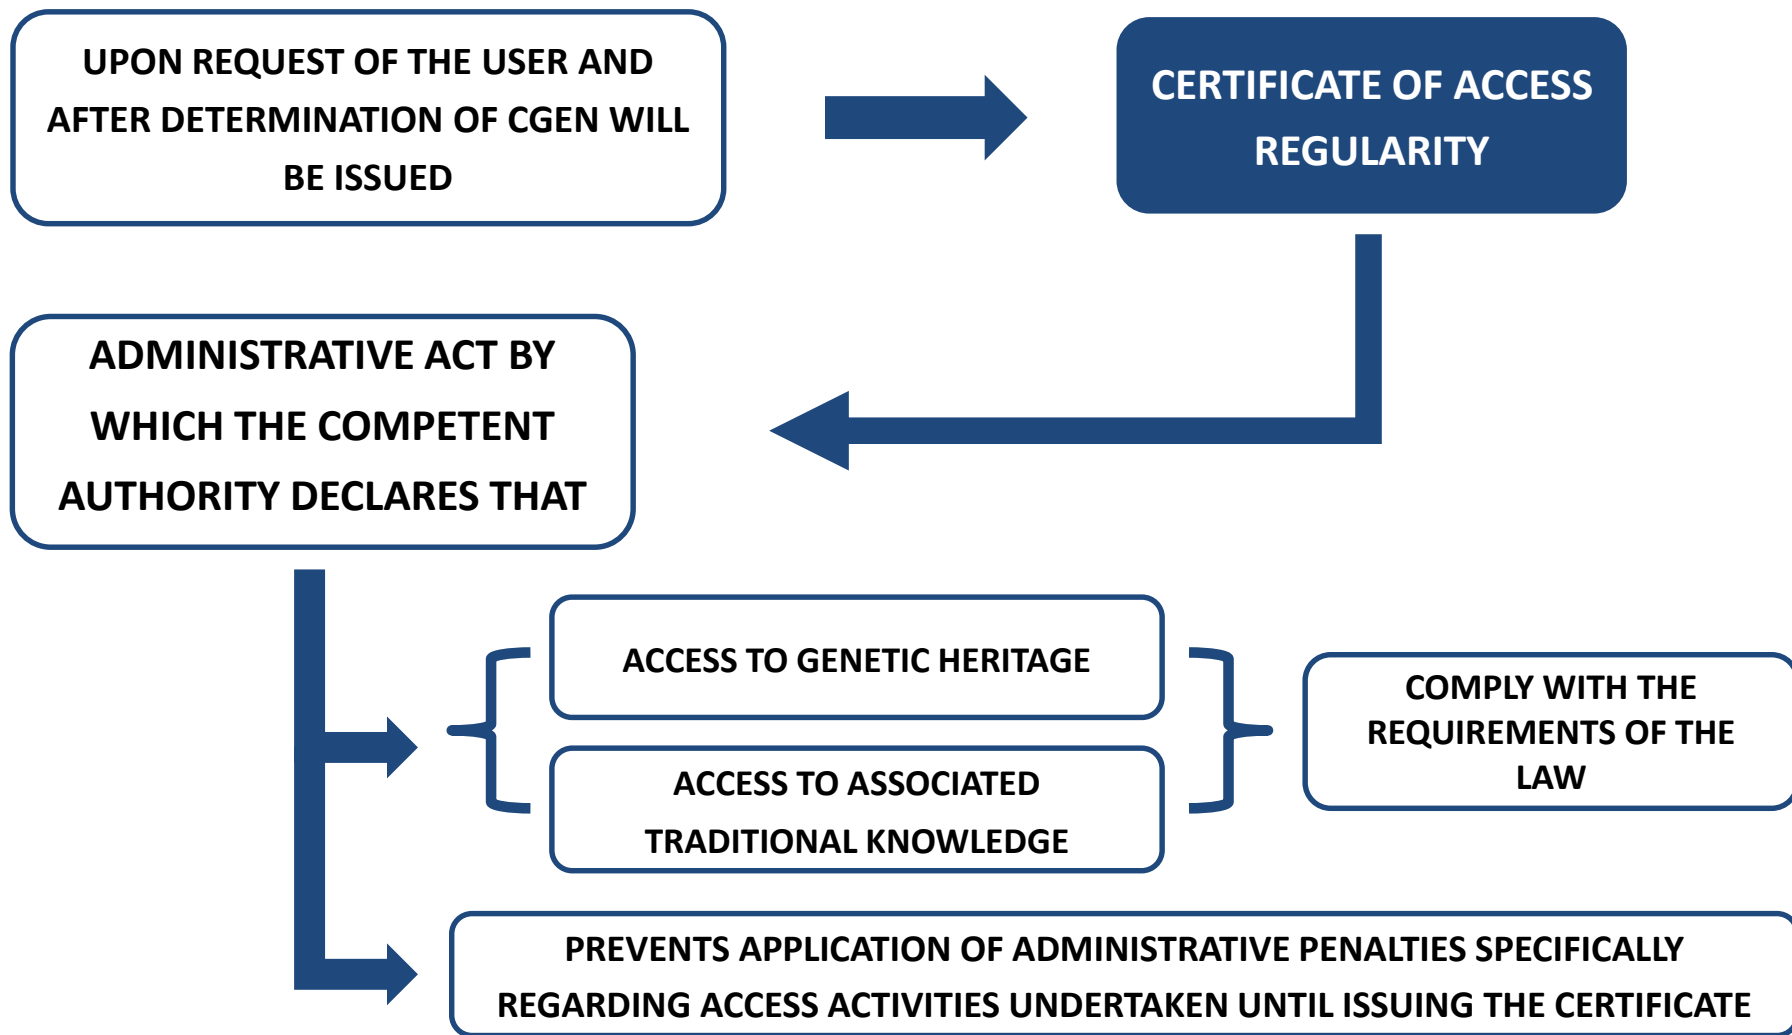 UPON REQUEST OF THE USER AND
AFTER DETERMINATION OF CGEN WILL
BE ISSUED
CERTIFICATE OF ACCESS
REGULARITY
ADMINISTRATIVE ACT BY
WHICH THE COMPETENT
AUTHORITY DECLARES THAT
ACCESS TO GENETIC HERITAGE
ACCESS TO ASSOCIATED
TRADITIONAL KNOWLEDGE
COMPLY WITH THE
REQUIREMENTS OF THE
LAW
PREVENTS APPLICATION OF ADMINISTRATIVE PENALTIES SPECIFICALLY
REGARDING ACCESS ACTIVITIES UNDERTAKEN UNTIL ISSUING THE CERTIFICATE